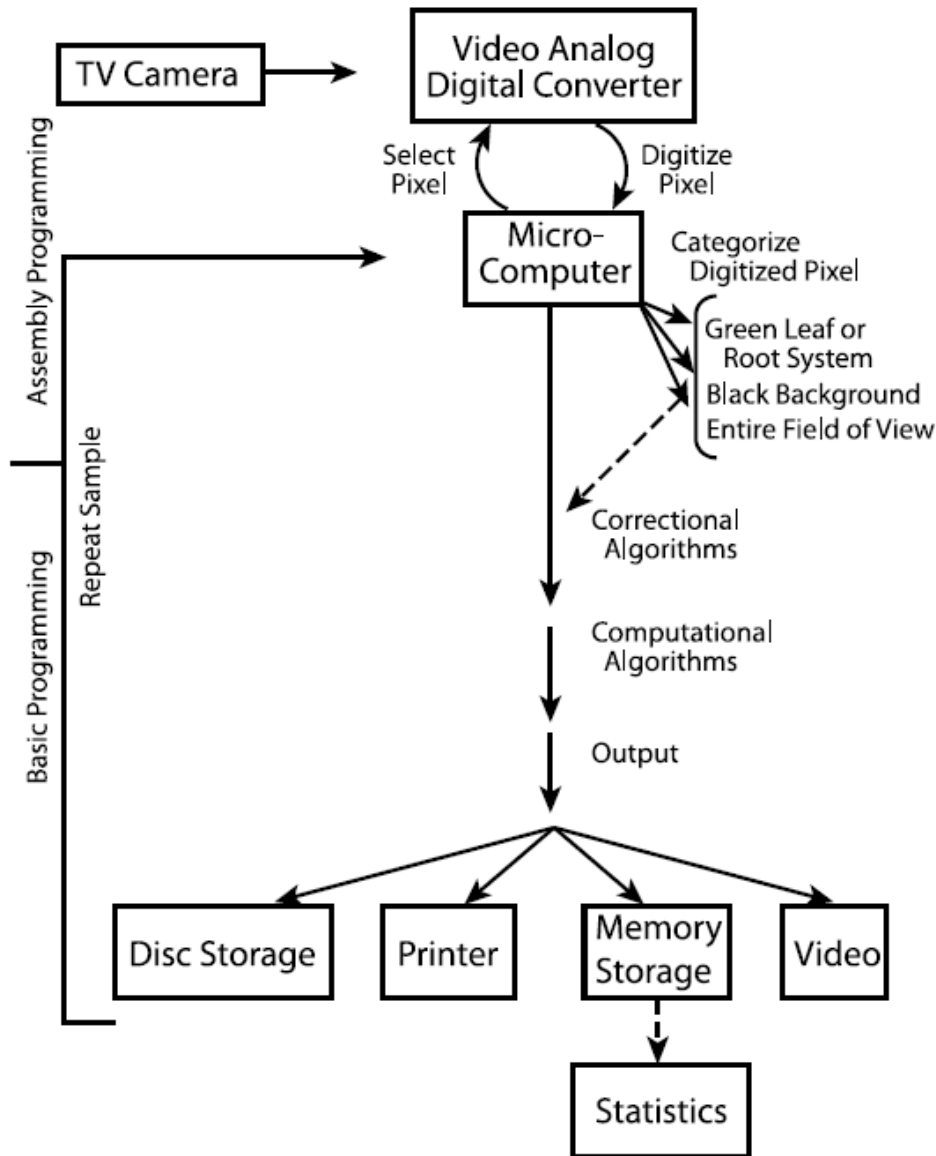 TV Camera
Video Analog
Digital Converter
Select
Pixel
Digitize
Pixel
Micro-
Computer
Categorize
Digitized Pixel
Green Leaf or
Root System
Black Background
Entire Field of View
Assembly Programming
Repeat Sample
Basic Programming
Correctional
Algorithms
Computational
Algorithms
Output
Disc Storage
Printer
Memory
Storage
Video
Statistics